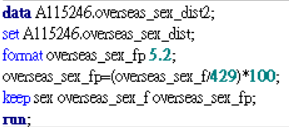 data A115246.overseas_sex_dist2;
set A115246.overseas_sex_dist;
format overseas_sex_fp 5.2;
overseas_sex_fp=(overseas_sex_f/429)*100;
keep sex overseas_sex_f overseas_sex_fp;
run;